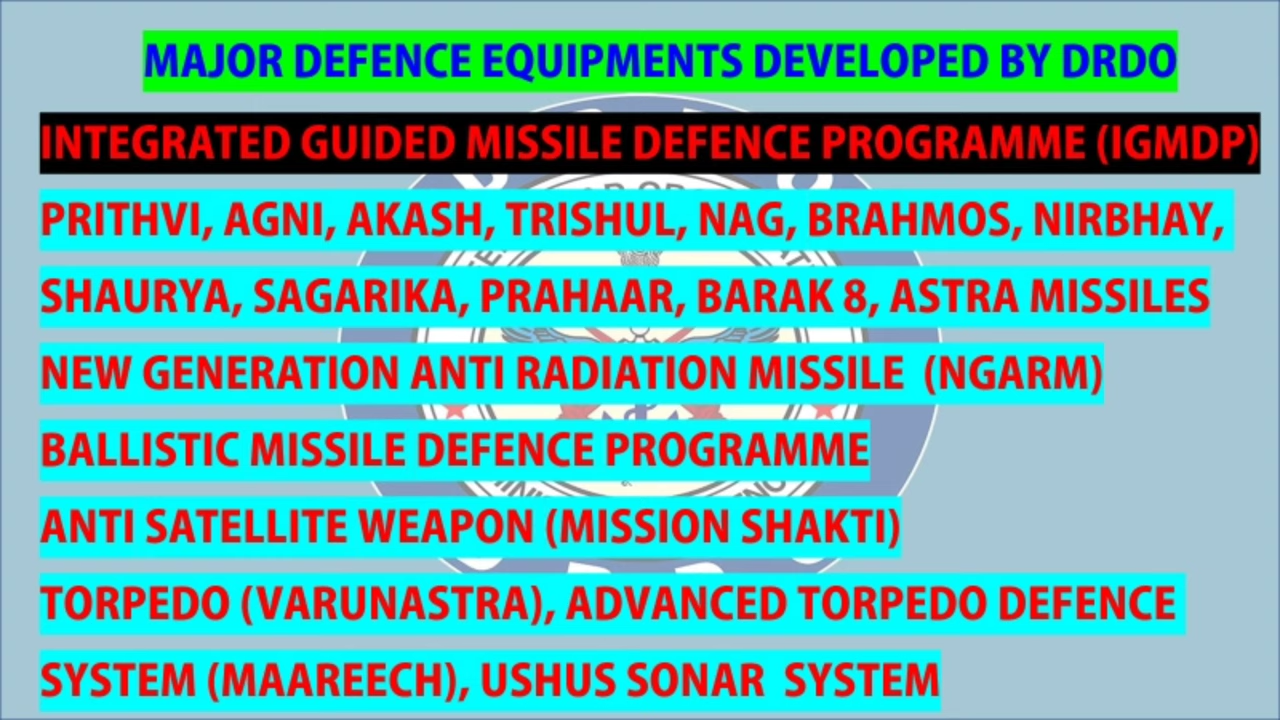 MAJOR DEFENCE EQUIPMENTS DEVELOPED BY DRDO
INTEGRATED GUIDED MISSILE DEFENCE PROGRAMME (IGMDP)
PRITHVI, AGNI, AKASH, TRISHUL, NAG, BRAHMOS, NIRBHAY,
SHAURYA, SAGARIKA, PRAHAAR, BARAK 8, ASTRA MISSILES
NEW GENERATION ANTI RADIATION MISSILE (NGARM)
BALLISTIC MISSILE DEFENCE PROGRAMME
ANTI SATELLITE WEAPON (MISSION SHAKTI)
TORPEDO (VARUNASTRA), ADVANCED TORPEDO DEFENCE
SYSTEM (MAAREECH), USHUS SONAR SYSTEM